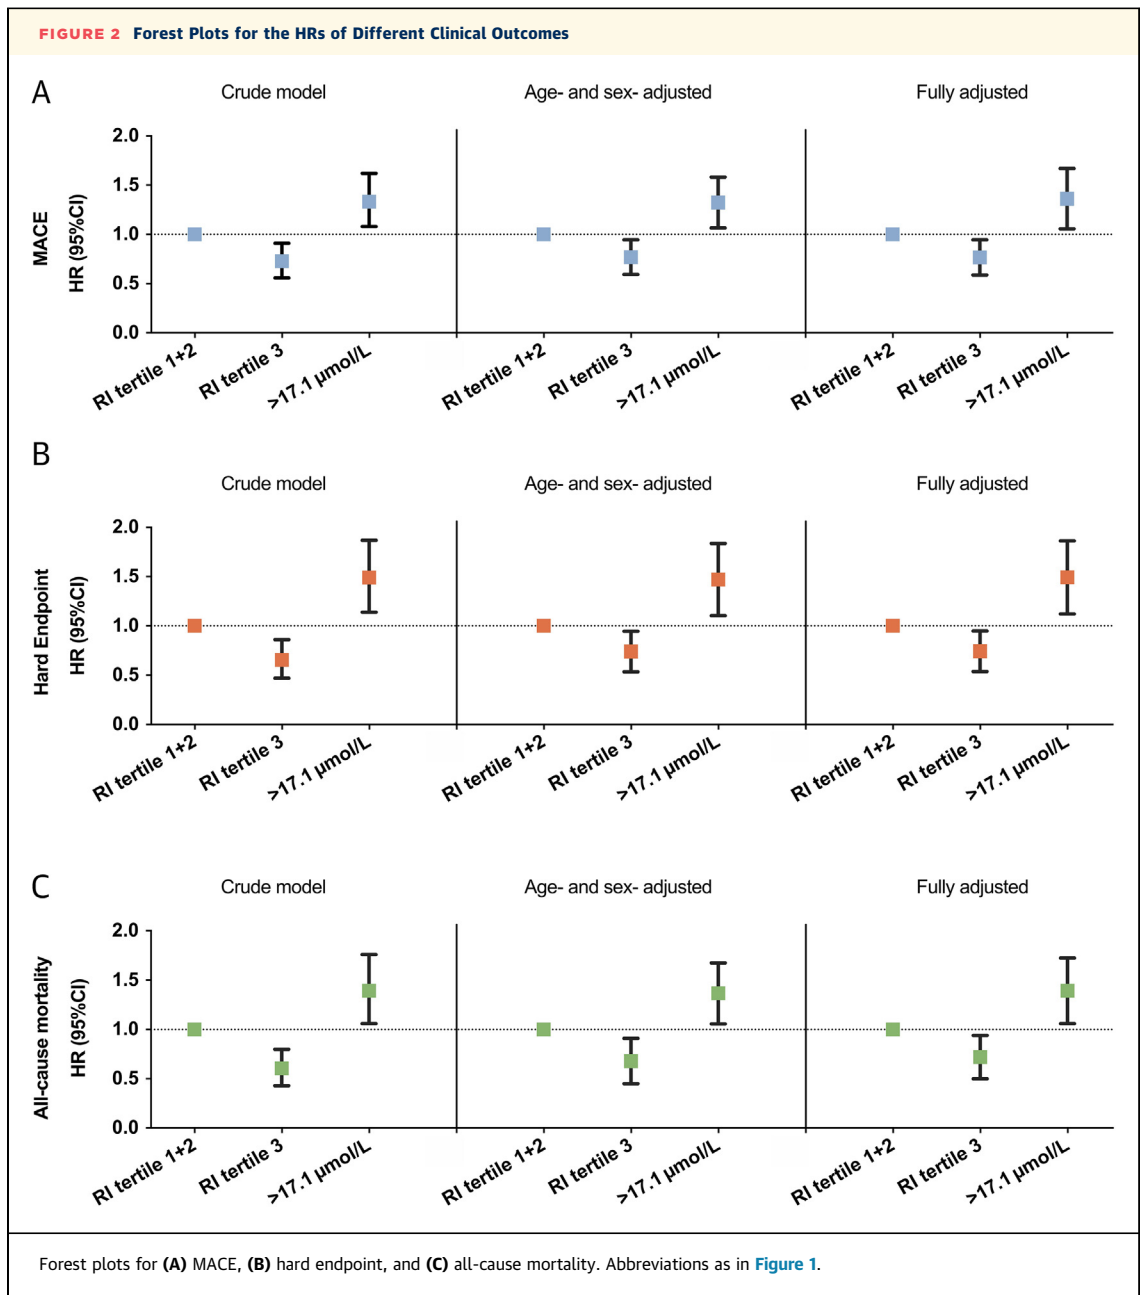 FIGURE 2 Forest Plots for the HRs of Different Clinical Outcomes
A
Crude model
Age- and sex- adjusted
Fully adjusted
MACE
HR (95%CI)
2.0
1.5
1.0
0.5
0.0
RI tertile 1+2
RI tertile 3
>17.1 μmol/L
RI tertile 1+2
RI tertile 3
>17.1 μmol/L
RI tertile 1+2
RI tertile 3
>17.1 μmol/L
B
Crude model
Age- and sex- adjusted
Fully adjusted
Hard Endpoint
HR (95%CI)
2.0
1.5
1.0
0.5
0.0
RI tertile 1+2
RI tertile 3
>17.1 μmol/L
RI tertile 1+2
RI tertile 3
>17.1 μmol/L
RI tertile 1+2
RI tertile 3
>17.1 μmol/L
C
Crude model
Age- and sex- adjusted
Fully adjusted
All-cause mortality
HR (95%CI)
2.0
1.5
1.0
0.5
0.0
RI tertile 1+2
RI tertile 3
>17.1 μmol/L
RI tertile 1+2
RI tertile 3
>17.1 μmol/L
RI tertile 1+2
RI tertile 3
>17.1 μmol/L
Forest plots for (A) MACE, (B) hard endpoint, and (C) all-cause mortality. Abbreviations as in Figure 1.